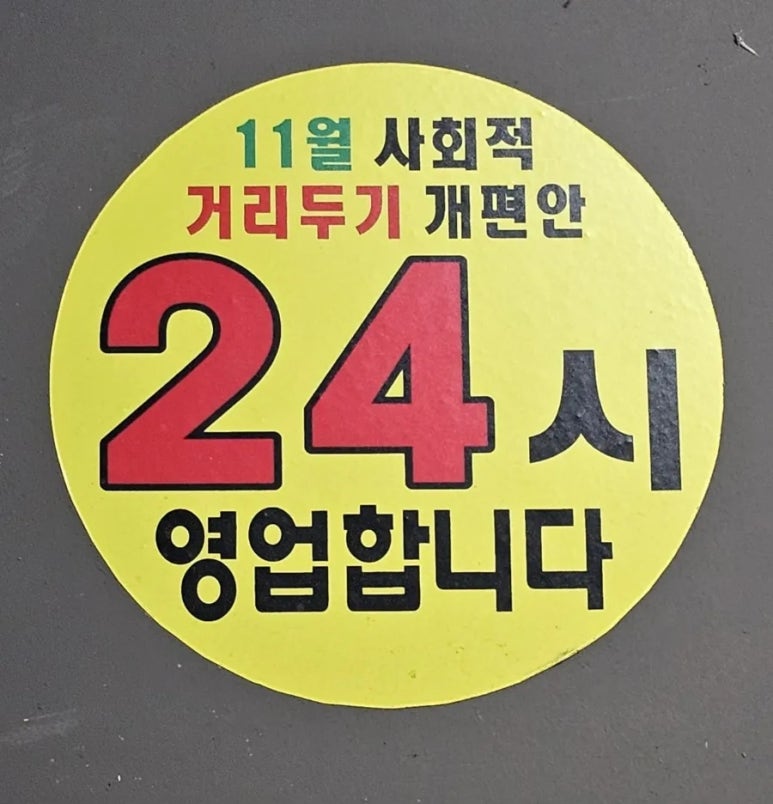 11월 사회적
거리두기 개편안
24시
영업합니다